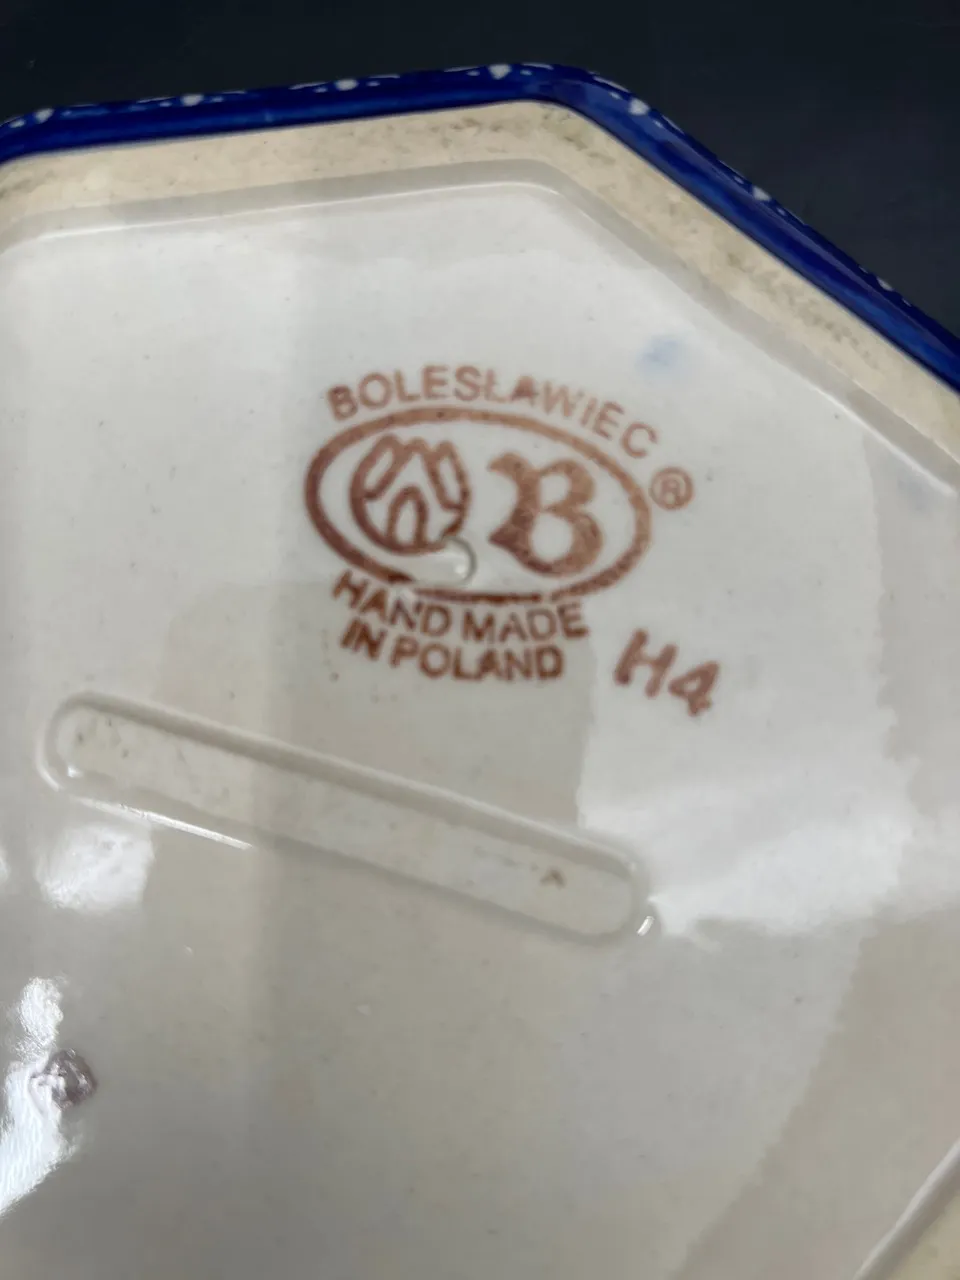 BOLESŁAWIEC
B ®
HAND MADE
IN POLAND
H4